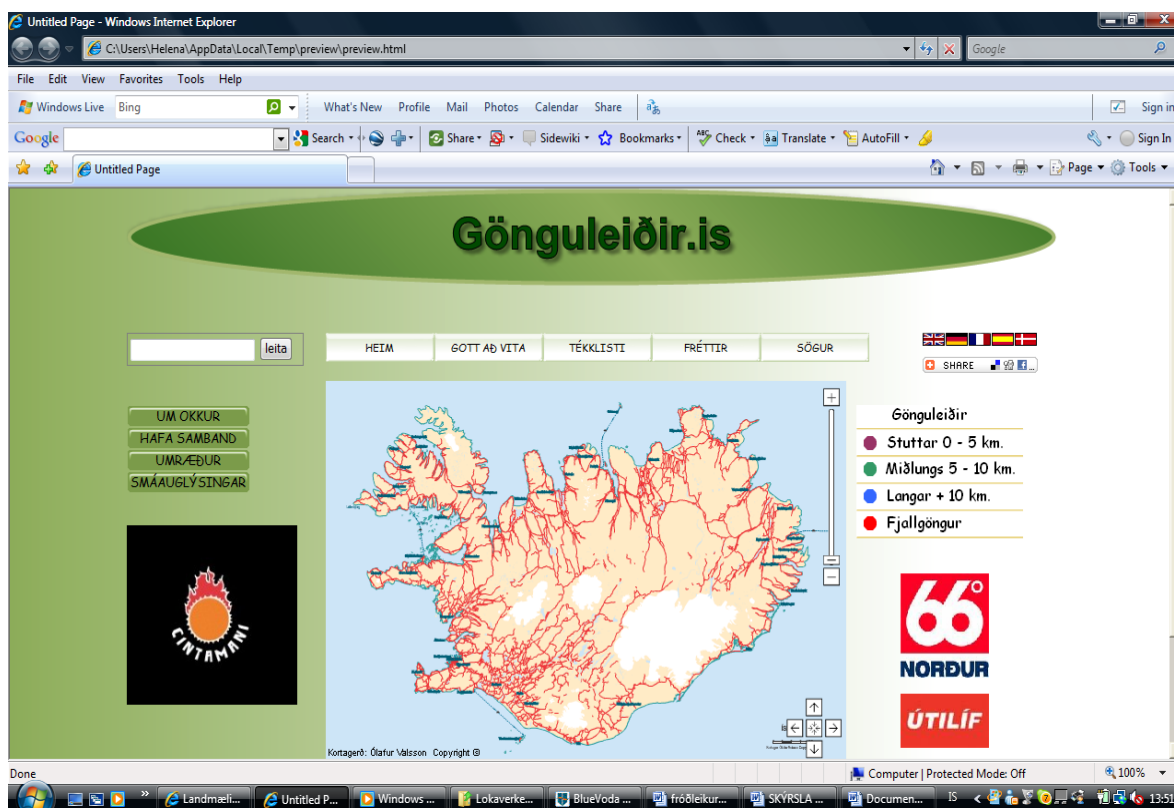 Untitled Page - Windows Internet Explorer
C:\Users\Helena\AppData\Local\Temp\preview\preview.html
Google
File Edit View Favorites Tools Help
Windows Live Bing What's New Profile Mail Photos Calendar Share Sign in
Google Search Share Sidewiki Bookmarks Check Translate AutoFill Sign In
Untitled Page Page Tools
Gönguleiðir.is
leita
HEIM GOTT AÐ VITA TÉKKLISTI FRÉTTIR SÖGUR
SHARE
UM OKKUR
HAFA SAMBAND
UMRÆÐUR
SMÁAUGLÝSINGAR
CINTAMANI
Gönguleiðir
Stuttar 0 - 5 km.
Miðlungs 5 - 10 km.
Langar + 10 km.
Fjallgöngur
66°
NORÐUR
ÚTILÍF
Kortagerð: Ólafur Valsson Copyright ©
Done Computer | Protected Mode: Off 100%
Landmæli... Untitled P... Windows ... Lokaverke... BlueVoda ... fróðleikur... SKÝRSLA ... Documen... IS